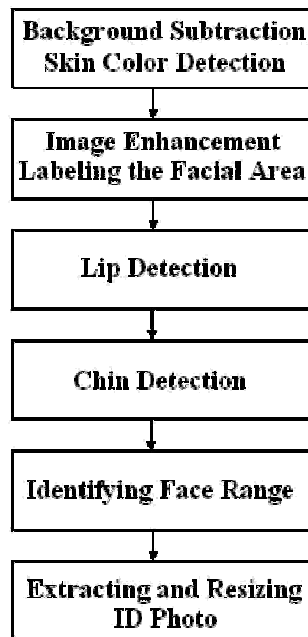 Background Subtraction
Skin Color Detection
Image Enhancement
Labeling the Facial Area
Lip Detection
Chin Detection
Identifying Face Range
Extracting and Resizing
ID Photo